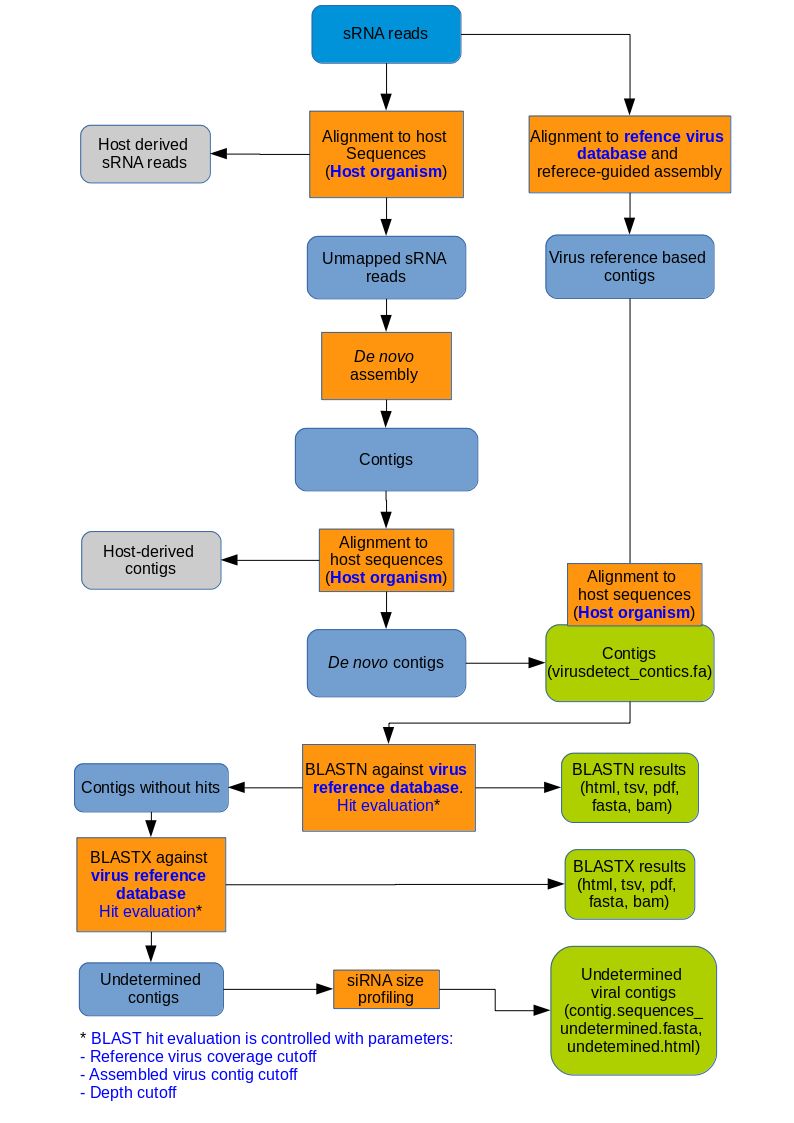 sRNA reads
Host derived
sRNA reads
Alignment to host
Sequences
(Host organism)
Alignment to refence virus
database and
referece-guided assembly
Unmapped sRNA
reads
Virus reference based
contigs
De novo
assembly
Contigs
Host-derived
contigs
Alignment to
host sequences
(Host organism)
Alignment to
host sequences
(Host organism)
De novo contigs
Contigs
(virusdetect_contics.fa)
Contigs without hits
BLASTN against virus
reference database.
Hit evaluation*
BLASTN results
(html, tsv, pdf,
fasta, bam)
BLASTX against
virus reference
database
Hit evaluation*
BLASTX results
(html, tsv, pdf,
fasta, bam)
Undetermined
contigs
siRNA size
profiling
Undetermined
viral contigs
(contig.sequences_
undetermined.fasta,
undetemined.html)
* BLAST hit evaluation is controlled with parameters:
- Reference virus coverage cutoff
- Assembled virus contig cutoff
- Depth cutoff